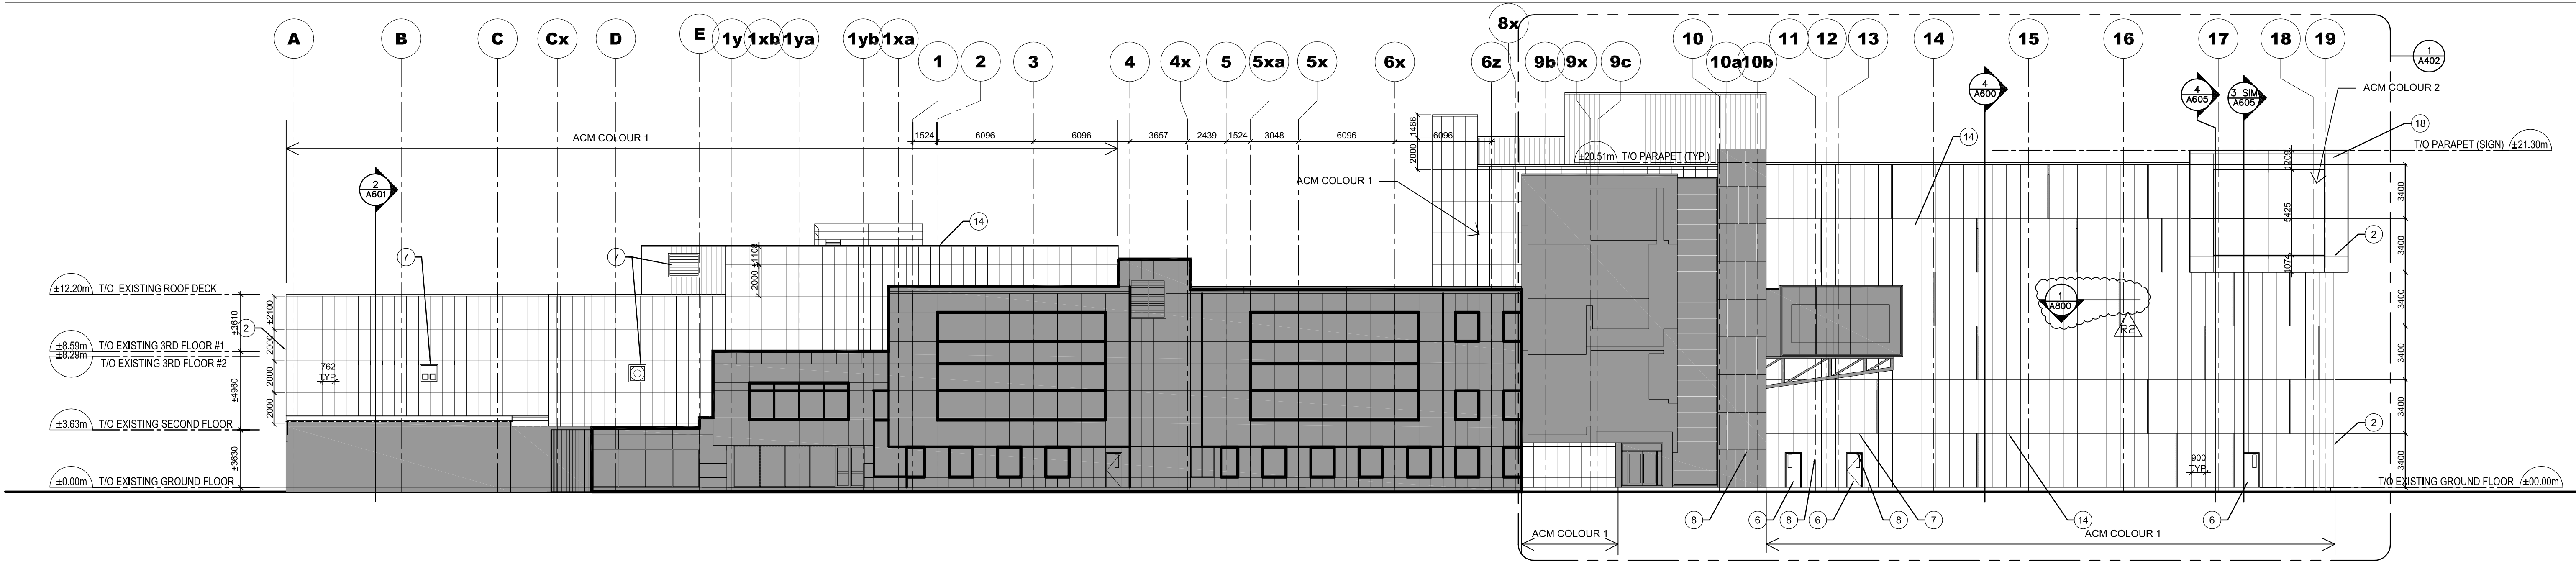 A B C Cx D E 1y 1xb 1ya 1yb 1xa 1 2 3 4 4x 5 5xa 5x 6x 6z 8x 9b 9x 9c 10 10a 10b 11 12 13 14 15 16 17 18 19
1
A402
4
A600
4
A605
3 SIM
A605
ACM COLOUR 2
18
ACM COLOUR 1
1524 6096 6096 3657 2439 1524 3048 6096 6096
1466
2000
±20.51m T/O PARAPET (TYP.)
14
T/O PARAPET (SIGN) ±21.30m
1209
5425
1074
ACM COLOUR 1
2
A601
14
2
7
7
±1108
2000
±12.20m T/O EXISTING ROOF DECK
±3610
±2100
2000
2000
2000
2
±8.59m T/O EXISTING 3RD FLOOR #1
±8.29m
T/O EXISTING 3RD FLOOR #2
762
TYP.
±4960
±3.63m T/O EXISTING SECOND FLOOR
±3630
±0.00m T/O EXISTING GROUND FLOOR
1
A800
R2
3400
3400
3400
3400
3400
3400
2
900
TYP.
T/O EXISTING GROUND FLOOR ±00.00m
8 6 8 6 8 7 14 6
ACM COLOUR 1
ACM COLOUR 1